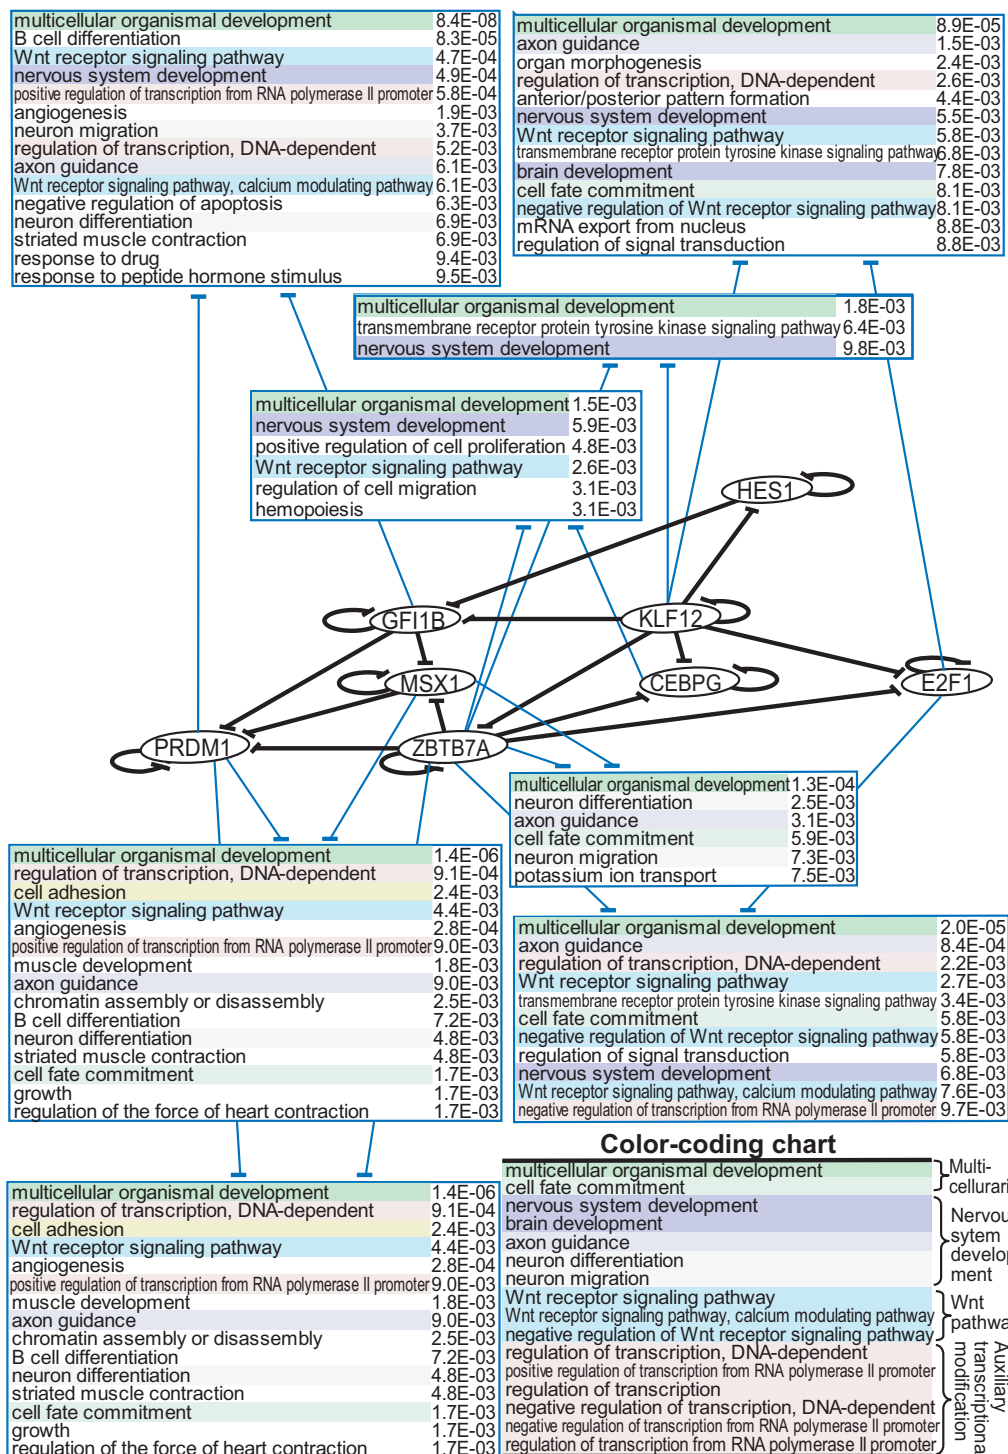 multicellular organismal development 8.4E-08
B cell differentiation 8.3E-05
Wnt receptor signaling pathway 4.7E-04
nervous system development 4.9E-04
positive regulation of transcription from RNA polymerase II promoter 5.8E-04
angiogenesis 1.9E-03
neuron migration 3.7E-03
regulation of transcription, DNA-dependent 5.2E-03
axon guidance 6.1E-03
Wnt receptor signaling pathway, calcium modulating pathway 6.1E-03
negative regulation of apoptosis 6.3E-03
neuron differentiation 6.9E-03
striated muscle contraction 6.9E-03
response to drug 9.4E-03
response to peptide hormone stimulus 9.5E-03
multicellular organismal development 8.9E-05
axon guidance 1.5E-03
organ morphogenesis 2.4E-03
regulation of transcription, DNA-dependent 2.6E-03
anterior/posterior pattern formation 4.4E-03
nervous system development 5.5E-03
Wnt receptor signaling pathway 5.8E-03
transmembrane receptor protein tyrosine kinase signaling pathway 6.8E-03
brain development 7.8E-03
cell fate commitment 8.1E-03
negative regulation of Wnt receptor signaling pathway 8.1E-03
mRNA export from nucleus 8.8E-03
regulation of signal transduction 8.8E-03
multicellular organismal development 1.8E-03
transmembrane receptor protein tyrosine kinase signaling pathway 6.4E-03
nervous system development 9.8E-03
multicellular organismal development 1.5E-03
nervous system development 5.9E-03
positive regulation of cell proliferation 4.8E-03
Wnt receptor signaling pathway 2.6E-03
regulation of cell migration 3.1E-03
hemopoiesis 3.1E-03
HES1
GFI1B
KLF12
MSX1
CEBPG
E2F1
PRDM1
ZBTB7A
multicellular organismal development 1.3E-04
neuron differentiation 2.5E-03
axon guidance 3.1E-03
cell fate commitment 5.9E-03
neuron migration 7.3E-03
potassium ion transport 7.5E-03
multicellular organismal development 1.4E-06
regulation of transcription, DNA-dependent 9.1E-04
cell adhesion 2.4E-03
Wnt receptor signaling pathway 4.4E-03
angiogenesis 2.8E-04
positive regulation of transcription from RNA polymerase II promoter 9.0E-03
muscle development 1.8E-03
axon guidance 9.0E-03
chromatin assembly or disassembly 2.5E-03
B cell differentiation 7.2E-03
neuron differentiation 4.8E-03
striated muscle contraction 4.8E-03
cell fate commitment 1.7E-03
growth 1.7E-03
regulation of the force of heart contraction 1.7E-03
multicellular organismal development 2.0E-05
axon guidance 8.4E-04
regulation of transcription, DNA-dependent 2.2E-03
Wnt receptor signaling pathway 2.7E-03
transmembrane receptor protein tyrosine kinase signaling pathway 3.4E-03
cell fate commitment 5.8E-03
negative regulation of Wnt receptor signaling pathway 5.8E-03
regulation of signal transduction 5.8E-03
nervous system development 6.8E-03
Wnt receptor signaling pathway, calcium modulating pathway 7.6E-03
negative regulation of transcription from RNA polymerase II promoter 9.7E-03
multicellular organismal development 1.4E-06
regulation of transcription, DNA-dependent 9.1E-04
cell adhesion 2.4E-03
Wnt receptor signaling pathway 4.4E-03
angiogenesis 2.8E-04
positive regulation of transcription from RNA polymerase II promoter 9.0E-03
muscle development 1.8E-03
axon guidance 9.0E-03
chromatin assembly or disassembly 2.5E-03
B cell differentiation 7.2E-03
neuron differentiation 4.8E-03
striated muscle contraction 4.8E-03
cell fate commitment 1.7E-03
growth 1.7E-03
regulation of the force of heart contraction 1.7E-03
Color-coding chart
multicellular organismal development
cell fate commitment
nervous system development
brain development
axon guidance
neuron differentiation
neuron migration
Wnt receptor signaling pathway
Wnt receptor signaling pathway, calcium modulating pathway
negative regulation of Wnt receptor signaling pathway
regulation of transcription, DNA-dependent
positive regulation of transcription from RNA polymerase II promoter
regulation of transcription
negative regulation of transcription, DNA-dependent
negative regulation of transcription from RNA polymerase II promoter
regulation of transcription from RNA polymerase II promoter
Multi-
cellurari
Nervou
sytem
develop
ment
Wnt
pathwa
Auxiliary
transcriptiona
modification